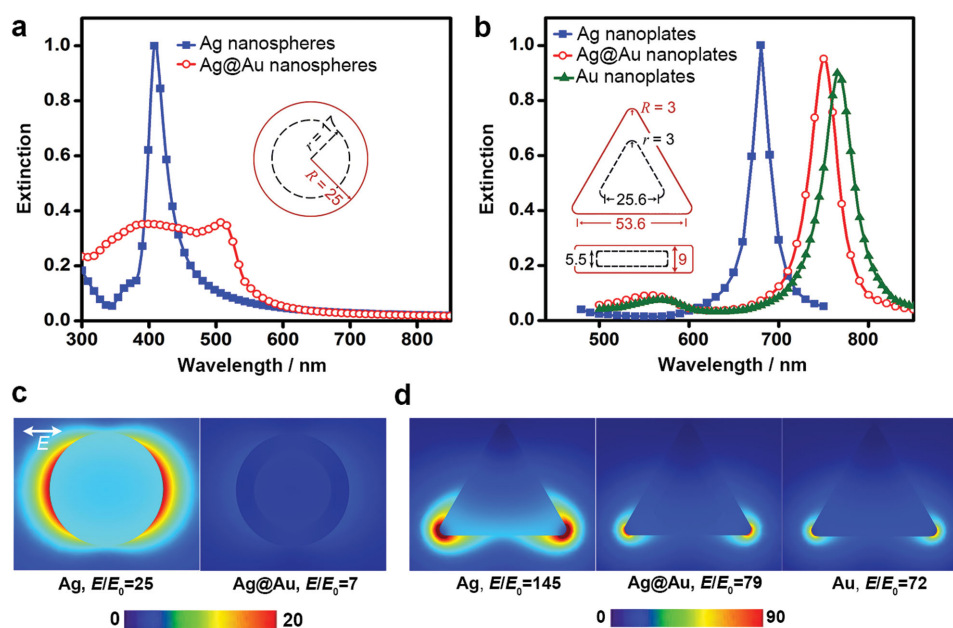 a
Ag nanospheres
Ag@Au nanospheres
r = 17
R = 25
Extinction
1.0
0.8
0.6
0.4
0.2
0.0
300 400 500 600 700 800
Wavelength / nm
b
Ag nanoplates
Ag@Au nanoplates
Au nanoplates
R = 3
r = 3
25.6
53.6
5.5
9
Extinction
1.0
0.8
0.6
0.4
0.2
0.0
500 600 700 800
Wavelength / nm
c
E
Ag, E/E0=25
Ag@Au, E/E0=7
0 20
d
Ag, E/E0=145
Ag@Au, E/E0=79
Au, E/E0=72
0 90